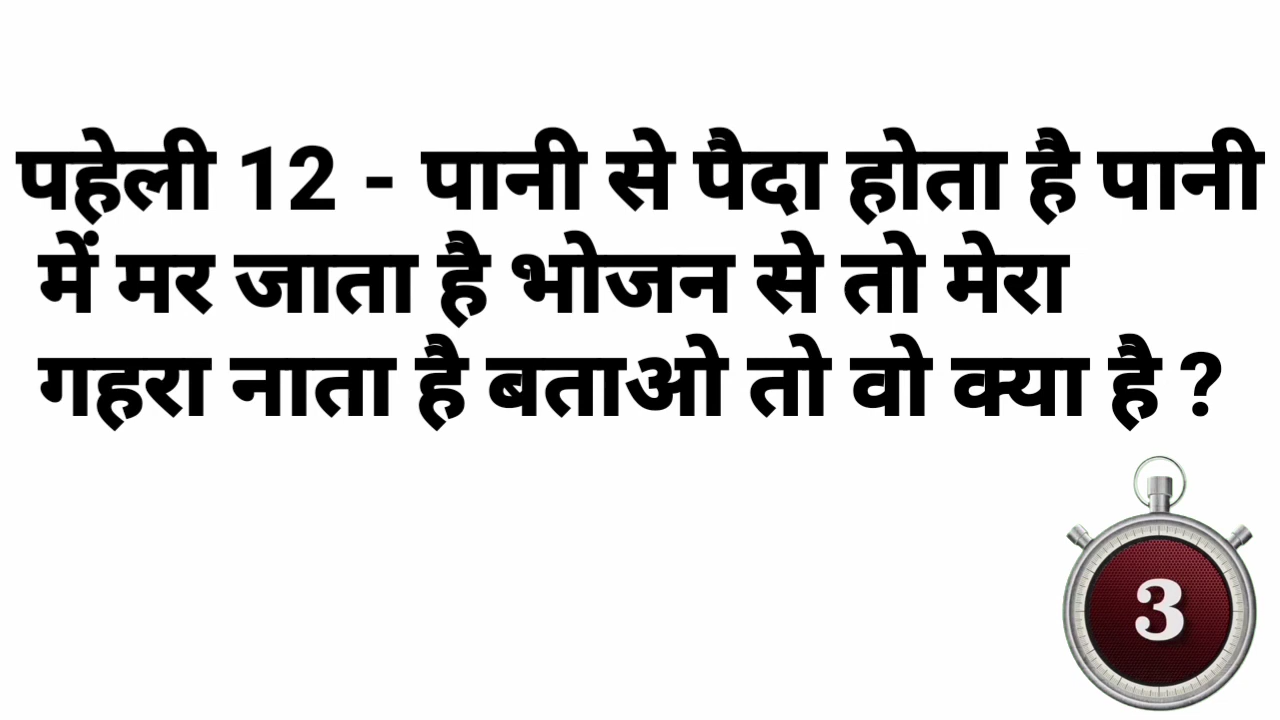 पहेली 12 - पानी से पैदा होता है पानी
में मर जाता है भोजन से तो मेरा
गहरा नाता है बताओ तो वो क्या है ?
3